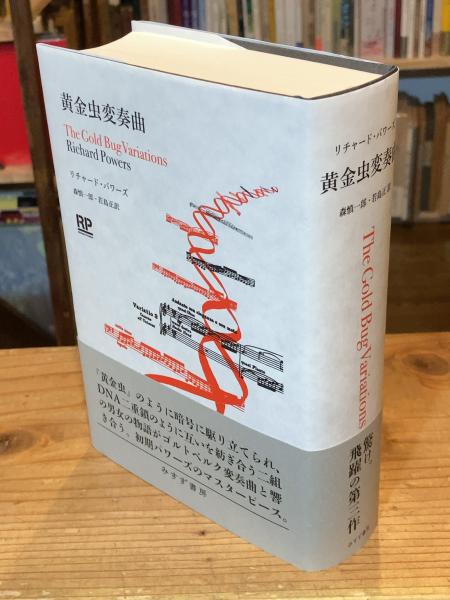 黄金虫変奏曲
The Gold Bug Variations
Richard Powers
リチャード・パワーズ
森慎一郎・若島正訳
RP
Variatio 3
『黄金虫』のように暗号に駆り立てられ、
DNA二重鎖のように互いを紡ぎ合う二組
の男女の物語がゴルトベルク変奏曲と響
き合う。初期パワーズのマスターピース。
みすず書房
リチャード・パワーズ
黄金虫変奏
森慎一郎・若島正訳
The Gold Bug Variations
驚け。
飛躍の第三作
みすず書房